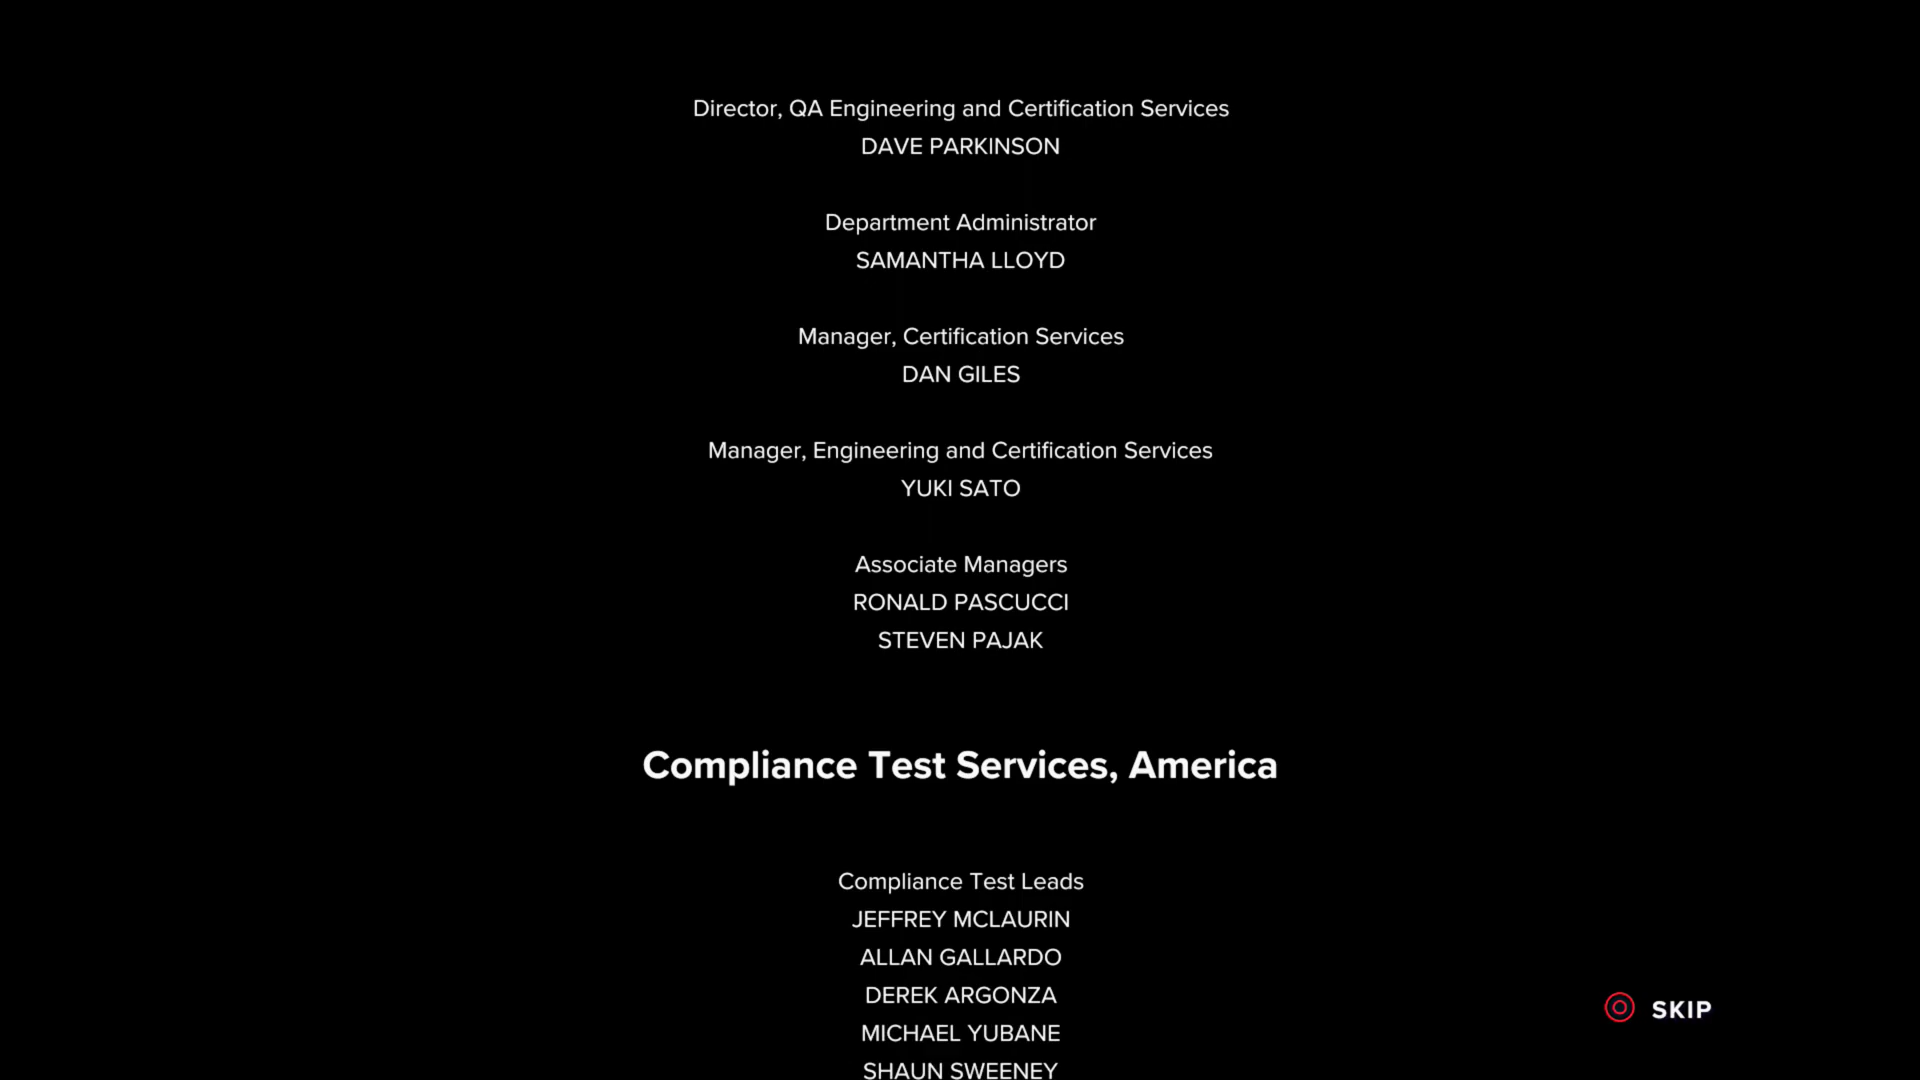 Director, QA Engineering and Certification Services
DAVE PARKINSON
Department Administrator
SAMANTHA LLOYD
Manager, Certification Services
DAN GILES
Manager, Engineering and Certification Services
YUKI SATO
Associate Managers
RONALD PASCUCCI
STEVEN PAJAK
Compliance Test Services, America
Compliance Test Leads
JEFFREY MCLAURIN
ALLAN GALLARDO
DEREK ARGONZA
MICHAEL YUBANE
SHAUN SWEENEY
SKIP